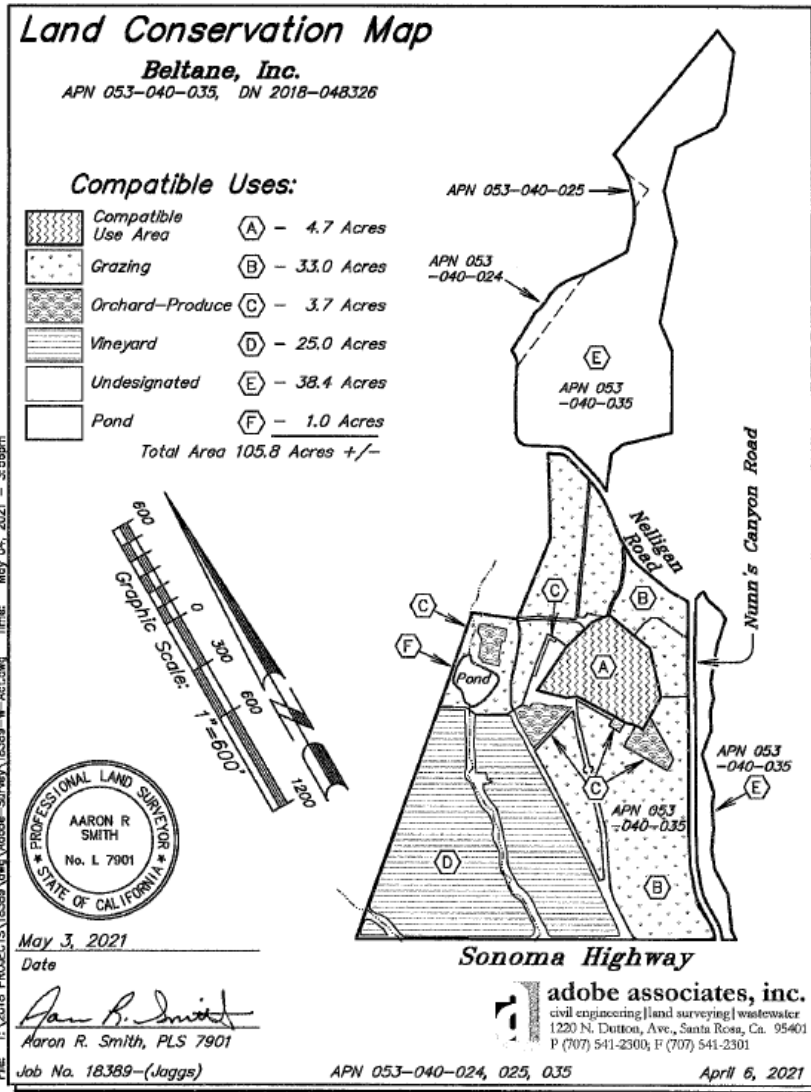 Land Conservation Map
Beltane, Inc.
APN 053-040-035, DN 2018-048326
Compatible Uses:
Compatible
Use Area
A - 4.7 Acres
Grazing
B - 33.0 Acres
Orchard-Produce
C - 3.7 Acres
Vineyard
D - 25.0 Acres
Undesignated
E - 38.4 Acres
Pond
F - 1.0 Acres
Total Area 105.8 Acres +/-
APN 053-040-025
APN 053
-040-024
E
APN 053
-040-035
Nelligan
Road
Nunn's Canyon Road
B
C
C
F
A
Pond
600
0
300
600
1200
Graphic Scale:
1"=600'
C
APN 053
-040-035
APN 053
-040-035
E
D
B
Sonoma Highway
PROFESSIONAL LAND SURVEYOR
AARON R
SMITH
No. L 7901
STATE OF CALIFORNIA
May 3, 2021
Date
Aaron R. Smith
Aaron R. Smith, PLS 7901
adobe associates, inc.
civil engineering|land surveying|wastewater
1220 N. Dutton, Ave., Santa Rosa, Ca. 95401
P (707) 541-2300; F (707) 541-2301
Job No. 18389-(Jaggs)
APN 053-040-024, 025, 035
April 6, 2021